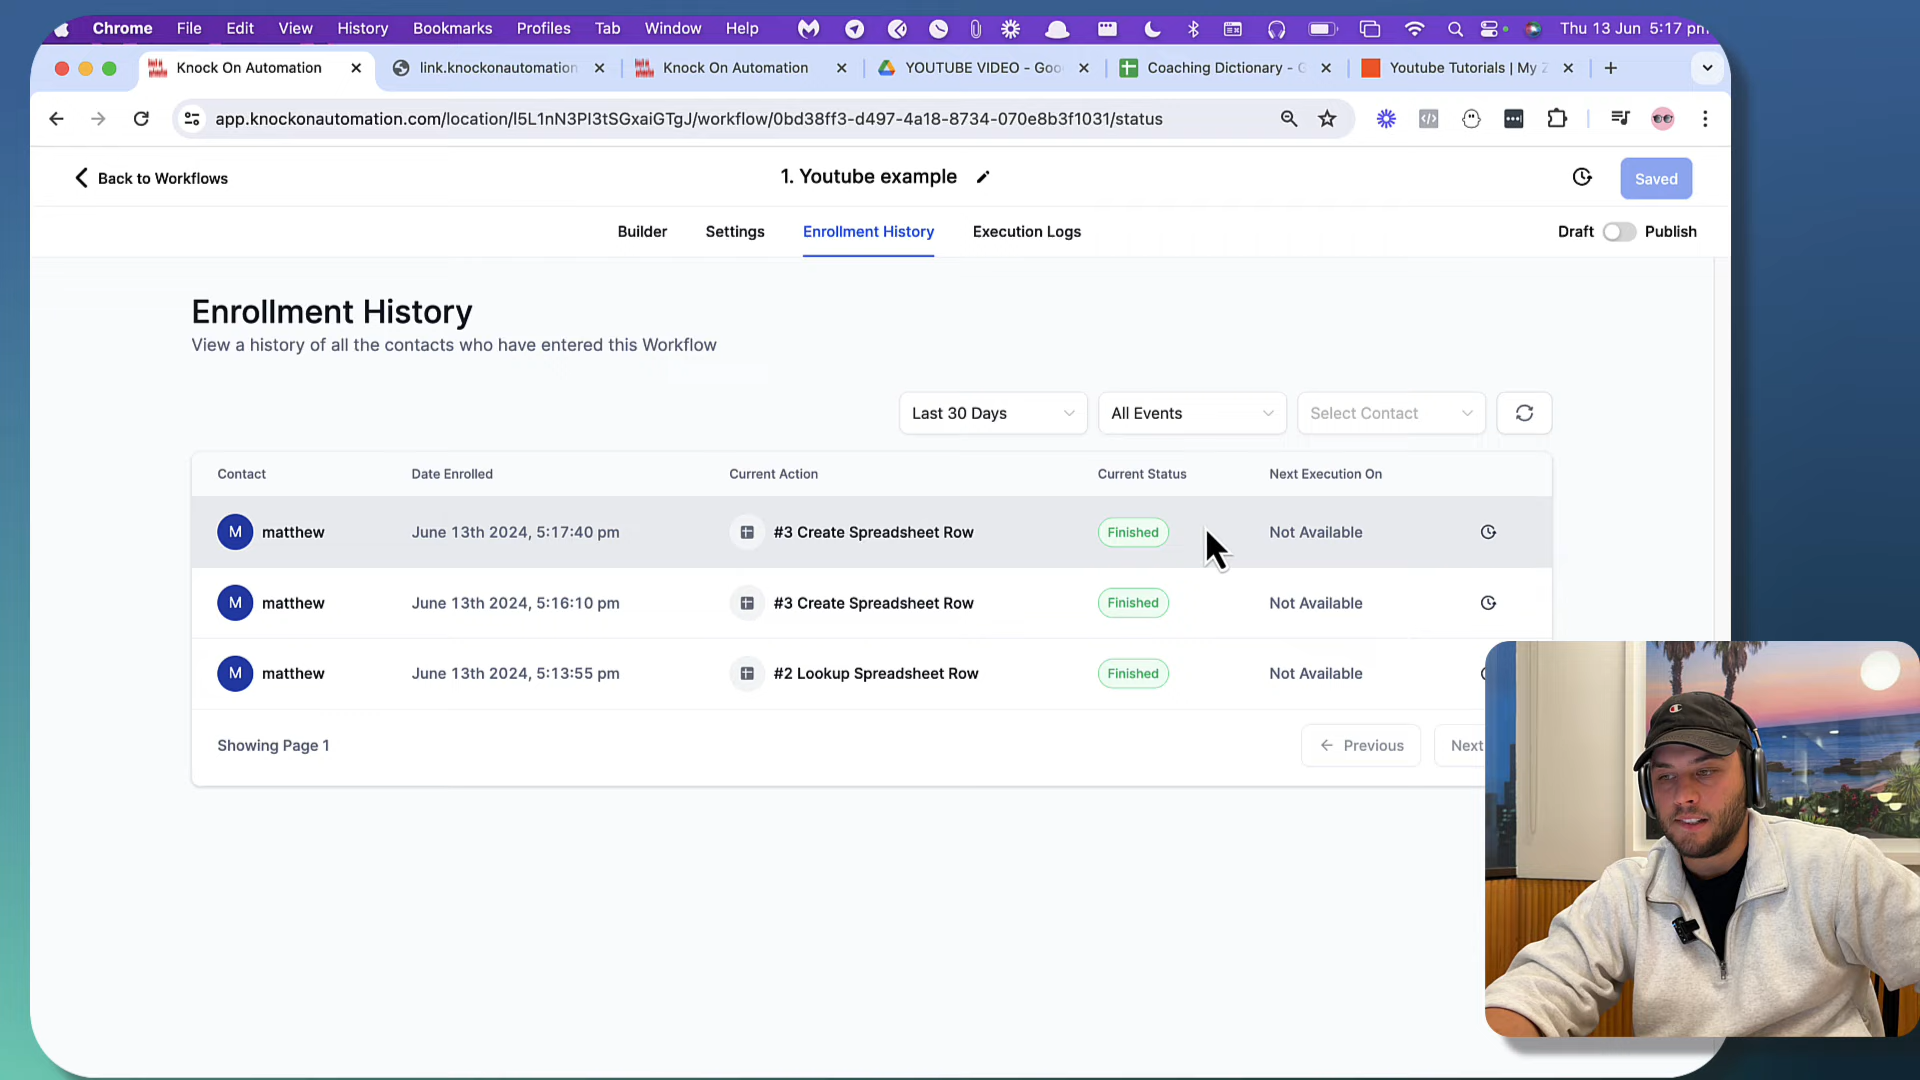 Chrome File Edit View History Bookmarks Profiles Tab Window Help Thu 13 Jun 5:17 pm
Knock On Automation
link.knockonautomation
Knock On Automation
YOUTUBE VIDEO - Goo
Coaching Dictionary - G
Youtube Tutorials | My Z
app.knockonautomation.com/location/l5L1nN3PI3tSGxaiGTgJ/workflow/0bd38ff3-d497-4a18-8734-070e8b3f1031/status
Back to Workflows
1. Youtube example
Saved
Builder Settings Enrollment History Execution Logs
Draft Publish
Enrollment History
View a history of all the contacts who have entered this Workflow
Last 30 Days All Events Select Contact
Contact Date Enrolled Current Action Current Status Next Execution On
M matthew June 13th 2024, 5:17:40 pm #3 Create Spreadsheet Row Finished Not Available
M matthew June 13th 2024, 5:16:10 pm #3 Create Spreadsheet Row Finished Not Available
M matthew June 13th 2024, 5:13:55 pm #2 Lookup Spreadsheet Row Finished Not Available
Showing Page 1 Previous Next